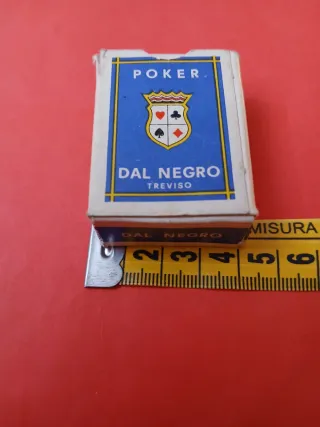 POKER
DAL NEGRO
TREVISO
DAL NEGRO
MISURA
2 3 4 5 6